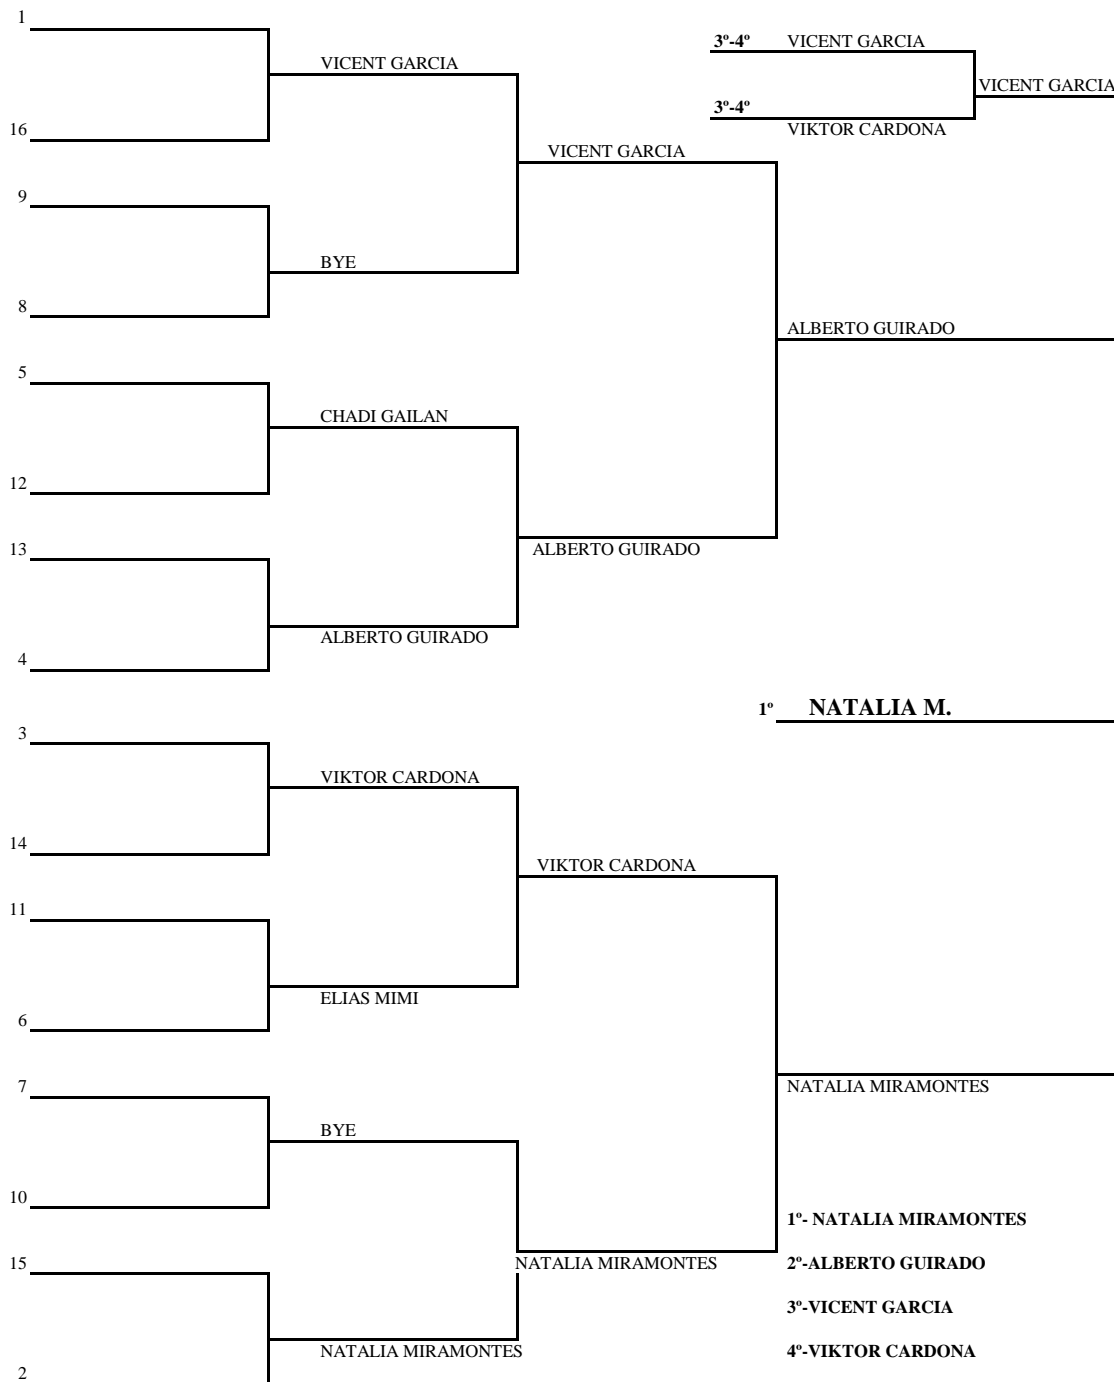 1
3º-4º VICENT GARCIA
VICENT GARCIA
VICENT GARCIA
3º-4º
16
VIKTOR CARDONA
VICENT GARCIA
9
BYE
8
ALBERTO GUIRADO
5
CHADI GAILAN
12
13
ALBERTO GUIRADO
ALBERTO GUIRADO
4
1º NATALIA M.
3
VIKTOR CARDONA
14
VIKTOR CARDONA
11
ELIAS MIMI
6
7
NATALIA MIRAMONTES
BYE
10
1º- NATALIA MIRAMONTES
15
NATALIA MIRAMONTES
2º-ALBERTO GUIRADO
3º-VICENT GARCIA
NATALIA MIRAMONTES
4º-VIKTOR CARDONA
2